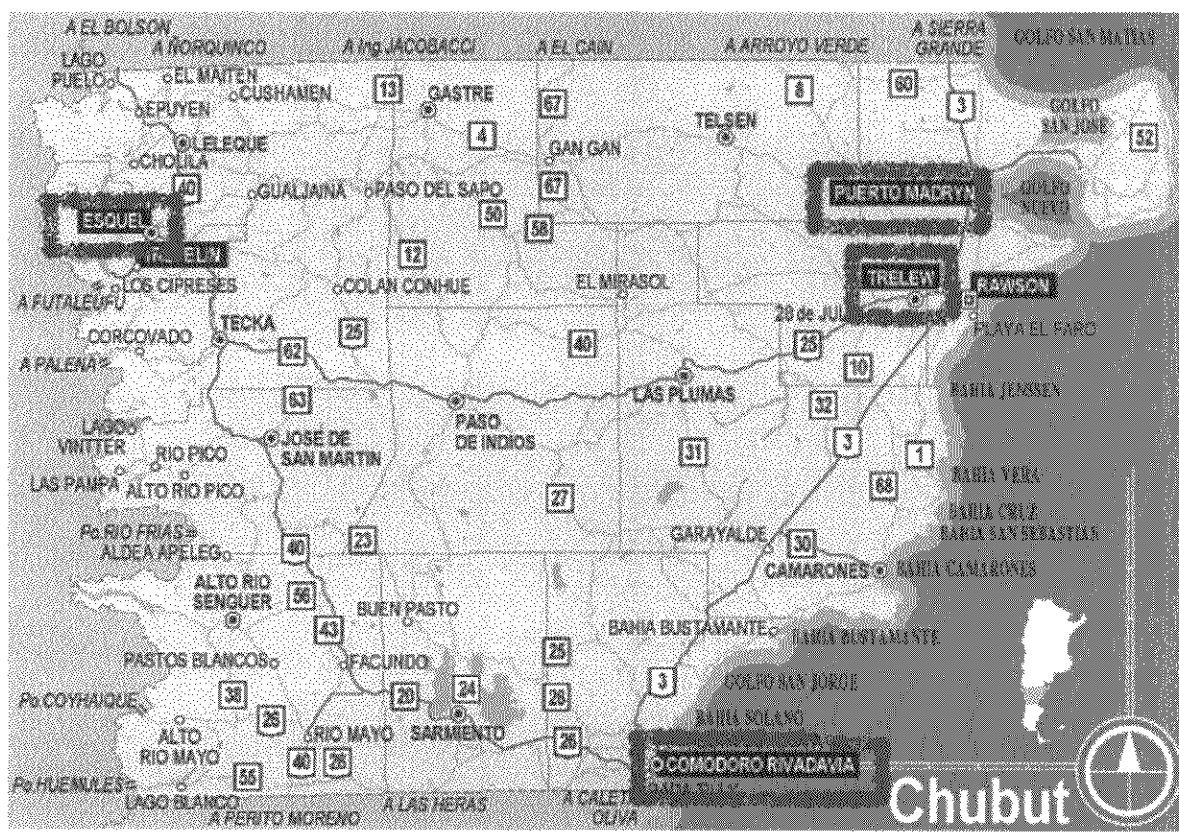 A EL BOLSON
A ÑORQUINCO
A Ing. JACOBACCI
A EL CAIN
A ARROYO VERDE
A SIERRA
GRANDE
GOLFO SAN MATIAS
LAGO
PUELO
EL MAITEN
CUSHAMEN
EPUYEN
LELEQUE
CHOLILA
13
GASTRE
4
67
GAN GAN
TELSEN
8
60
3
GOLFO
SAN JOSE
52
40
GUALJAINA
PASO DEL SAPO
50
67
58
PUERTO MADRYN
GOLFO
NUEVO
ESQUEL
12
LOS CIPRESES
COLAN CONHUE
EL MIRASOL
TRELEW
RAWSON
A FUTALEUFU
28 de JUL
PLAYA EL FARO
CORCOVADO
TECKA
25
62
40
25
10
A PALENA
LAS PLUMAS
BAHIA JENSSEN
63
PASO
DE INDIOS
32
3
LAGO
VINTTER
RIO PICO
JOSE DE
SAN MARTIN
31
1
LAS PAMPA
ALTO RIO PICO
27
68
BAHIA VERA
BAHIA CRUZ
BAHIA SAN SEBASTIAN
Po. RIO FRIAS
ALDEA APELEG
40
23
GARAYALDE
30
CAMARONES
BAHIA CAMARONES
ALTO RIO
SENGUER
56
BUEN PASTO
43
BAHIA BUSTAMANTE
BAHIA BUSTAMANTE
PASTOS BLANCOS
FACUNDO
25
3
GOLFO SAN JORGE
38
20
24
28
Po. COYHAIQUE
26
SARMIENTO
BAHIA SOLANO
ALTO
RIO MAYO
RIO MAYO
26
COMODORO RIVADAVIA
40
28
55
Po. HUEMULES
LAGO BLANCO
A PERITO MORENO
A LAS HERAS
A CALET
OLIVA
Chubut